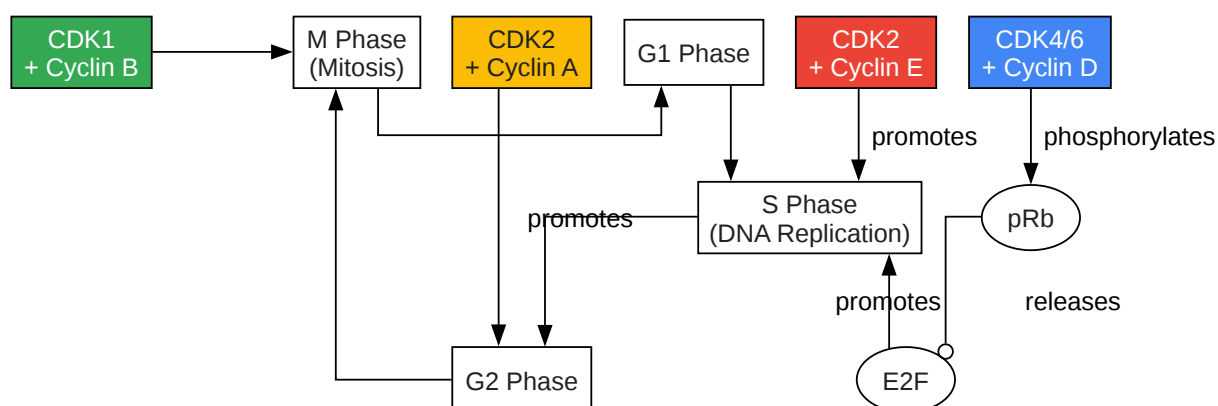 CDK1
+ Cyclin B
M Phase
(Mitosis)
CDK2
+ Cyclin A
G1 Phase
CDK2
+ Cyclin E
CDK4/6
+ Cyclin D
promotes
phosphorylates
promotes
S Phase
(DNA Replication)
pRb
promotes
releases
G2 Phase
E2F